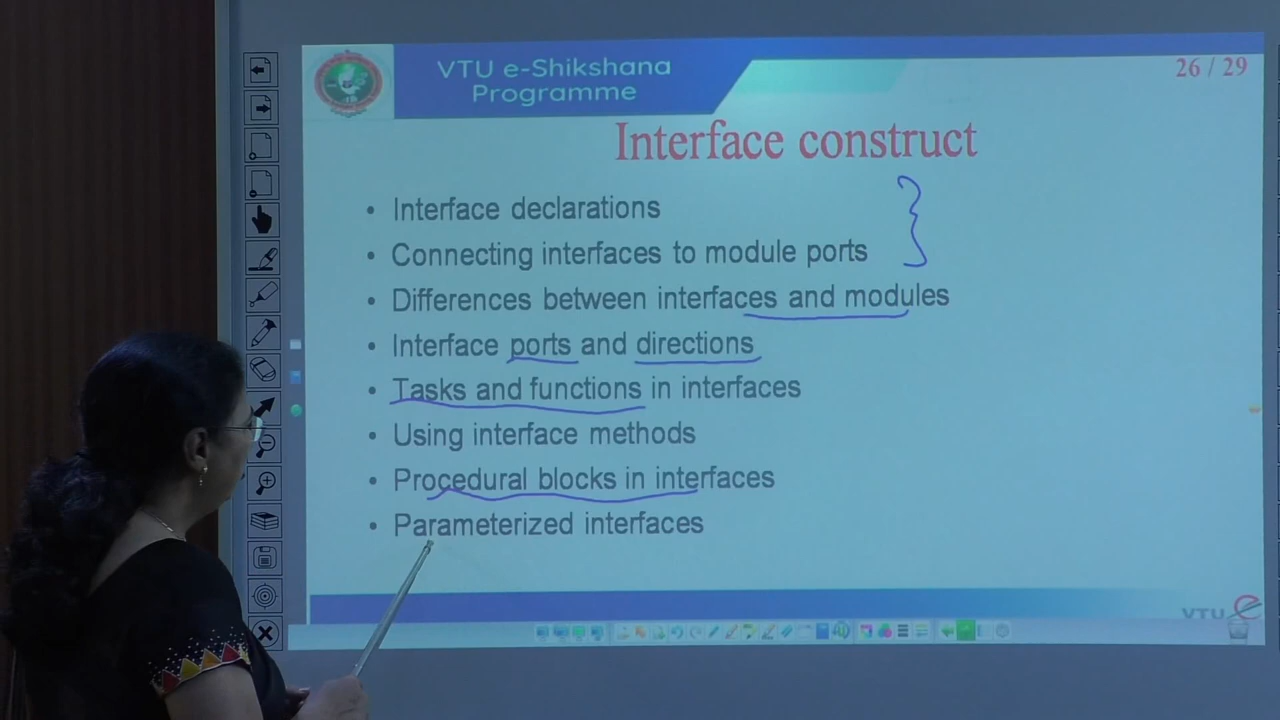 VTU e-Shikshana
Programme
26 / 29
Interface construct
• Interface declarations
• Connecting interfaces to module ports
• Differences between interfaces and modules
• Interface ports and directions
• Tasks and functions in interfaces
• Using interface methods
• Procedural blocks in interfaces
• Parameterized interfaces
VTU e